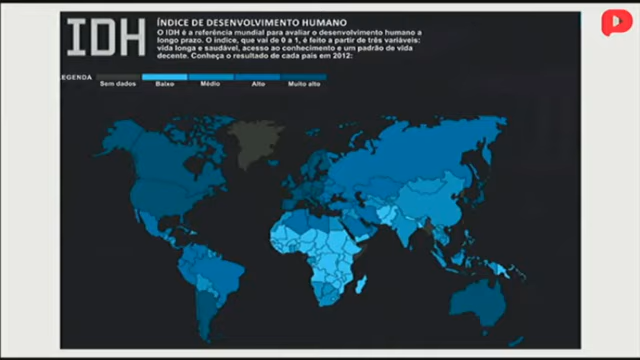 IDH
ÍNDICE DE DESENVOLVIMENTO HUMANO
O IDH é a referência mundial para avaliar o desenvolvimento humano a
longo prazo. O índice, que vai de 0 a 1, é feito a partir de três variáveis:
vida longa e saudável, acesso ao conhecimento e um padrão de vida
decente. Conheça o resultado de cada país em 2012:
EGENDA
Sem dados Baixo Médio Alto Muito alto